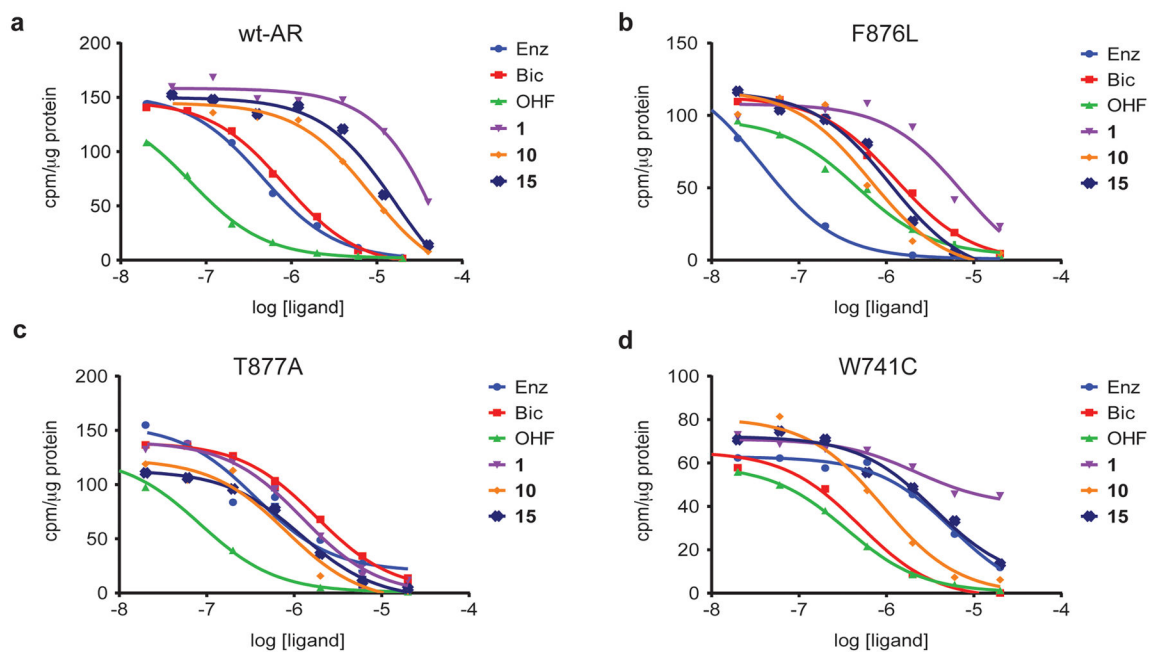 a
wt-AR
cpm/μg protein
200
150
100
50
0
-8 -7 -6 -5 -4
log [ligand]
Enz
Bic
OHF
1
10
15
b
F876L
cpm/μg protein
150
100
50
0
-8 -7 -6 -5 -4
log [ligand]
Enz
Bic
OHF
1
10
15
c
T877A
cpm/μg protein
200
150
100
50
0
-8 -7 -6 -5 -4
log [ligand]
Enz
Bic
OHF
1
10
15
d
W741C
cpm/μg protein
100
80
60
40
20
0
-8 -7 -6 -5 -4
log [ligand]
Enz
Bic
OHF
1
10
15